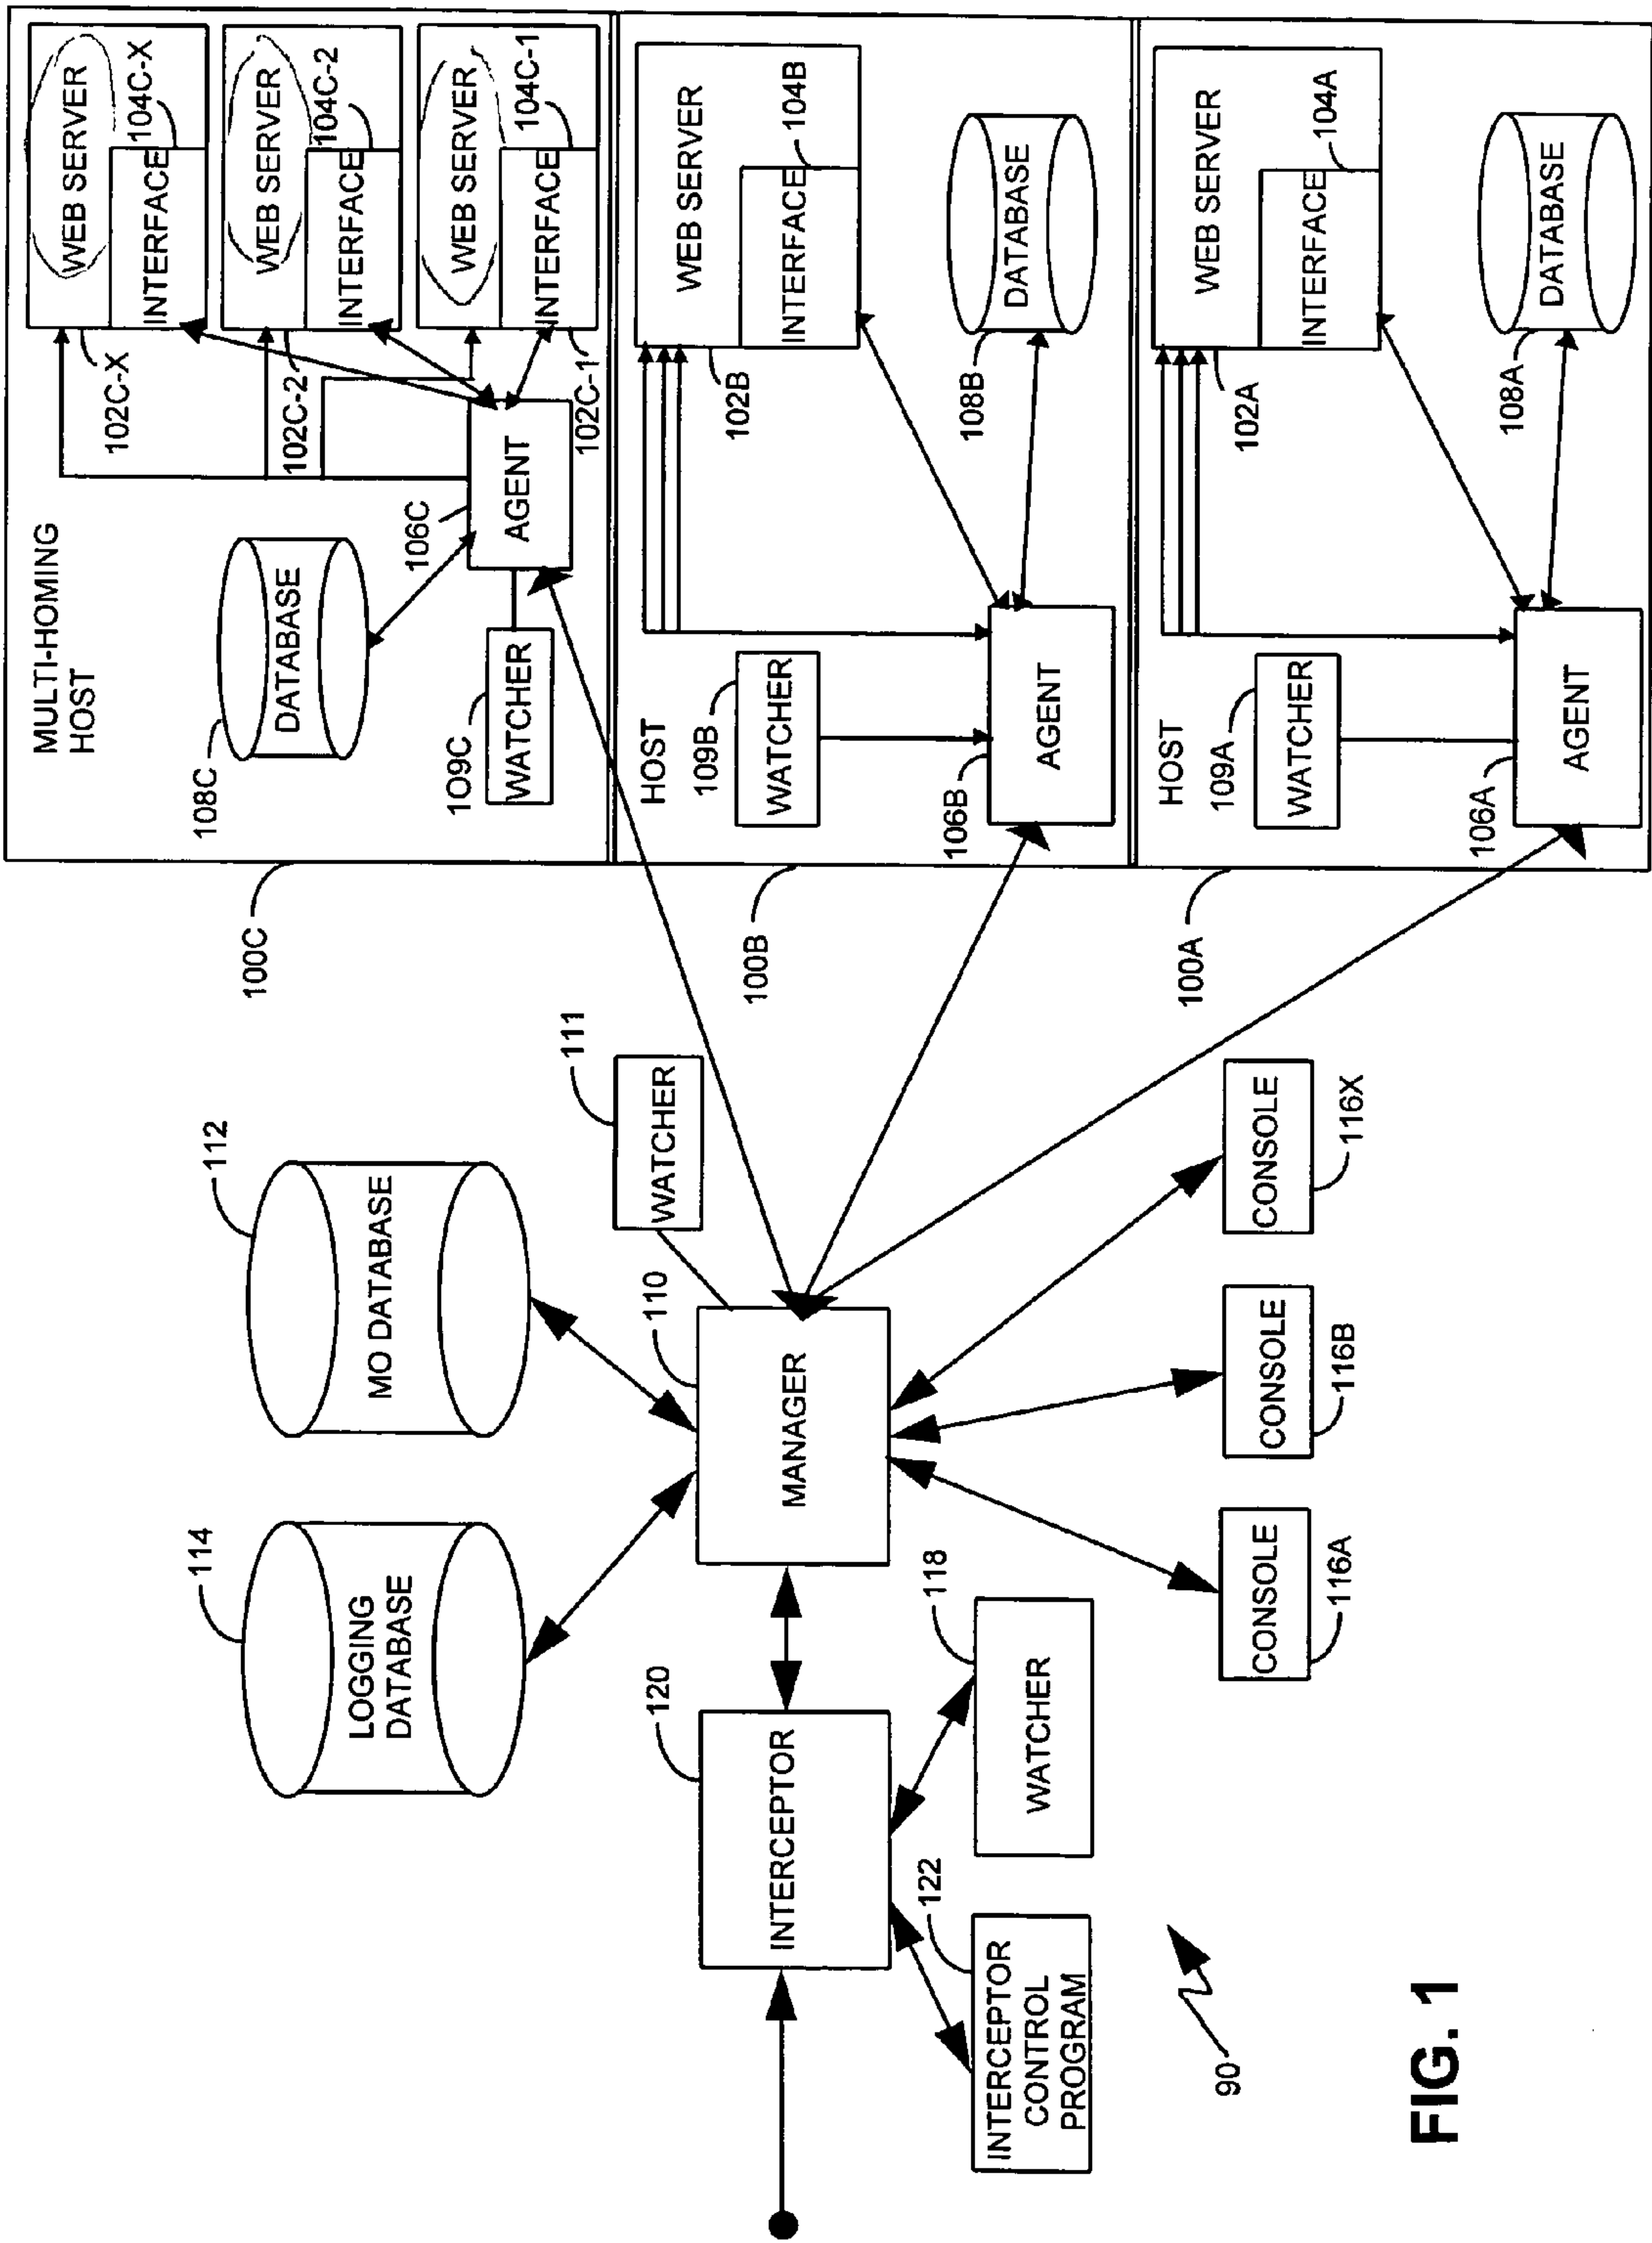 MULTI-HOMING
HOST
WEB SERVER
INTERFACE
104C-X
102C-X
WEB SERVER
INTERFACE
104C-2
102C-2
WEB SERVER
INTERFACE
104C-1
102C-1
106C
AGENT
DATABASE
108C
109C
WATCHER
100C
HOST
WEB SERVER
INTERFACE
104B
102B
DATABASE
108B
109B
WATCHER
106B
AGENT
100B
HOST
WEB SERVER
INTERFACE
104A
102A
DATABASE
108A
109A
WATCHER
106A
AGENT
100A
114
LOGGING
DATABASE
112
MO DATABASE
111
WATCHER
110
MANAGER
120
INTERCEPTOR
118
WATCHER
122
INTERCEPTOR
CONTROL
PROGRAM
CONSOLE
116A
CONSOLE
116B
CONSOLE
116X
90
FIG. 1